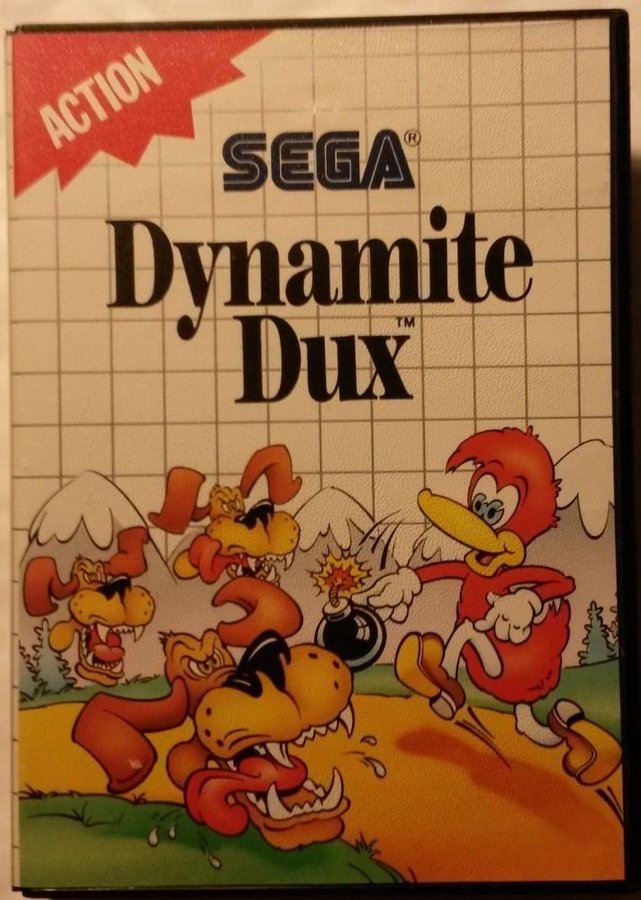 ACTION
SEGA®
Dynamite
Dux™